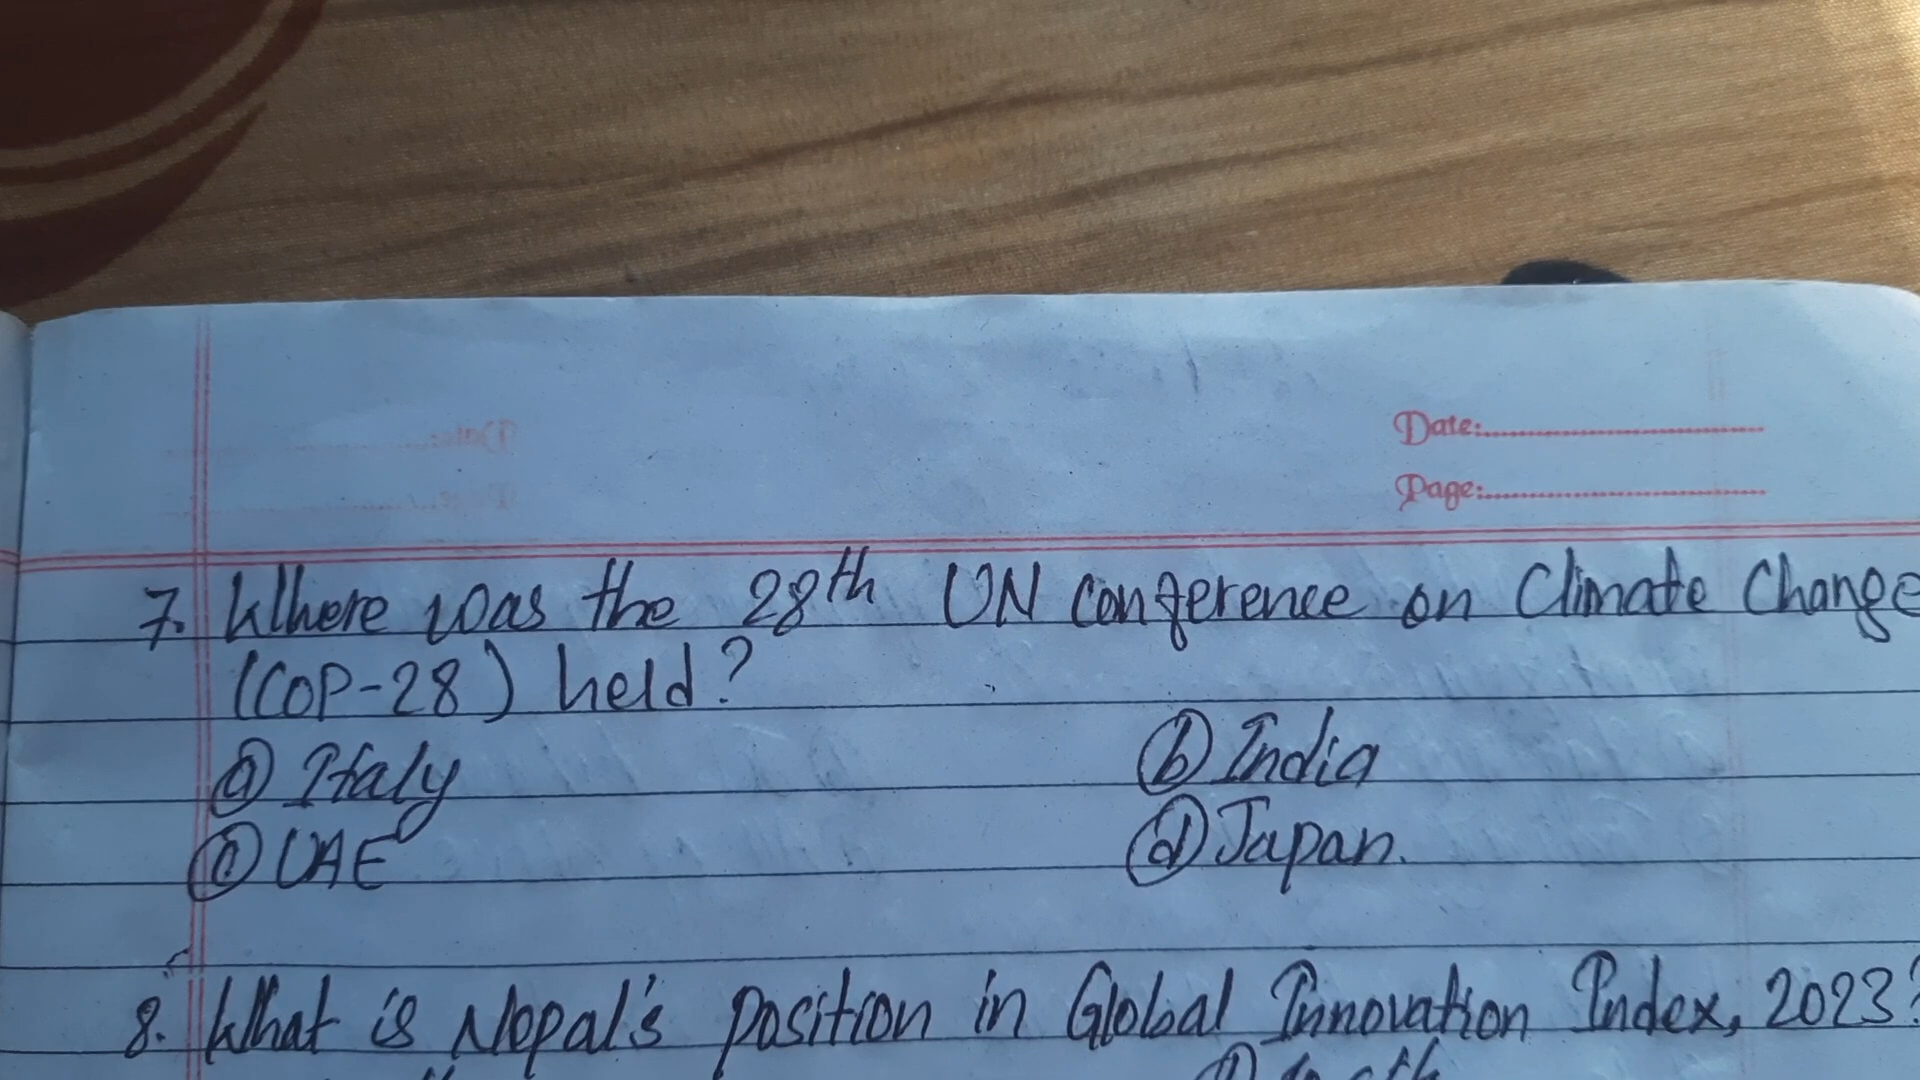 Date:
Page:
7. Where was the 28th UN Conference on Climate Change
(COP-28) held?
ⓐ Italy ⓑ India
ⓒ UAE ⓓ Japan.
8. What is Nepal's position in Global Innovation Index, 2023?